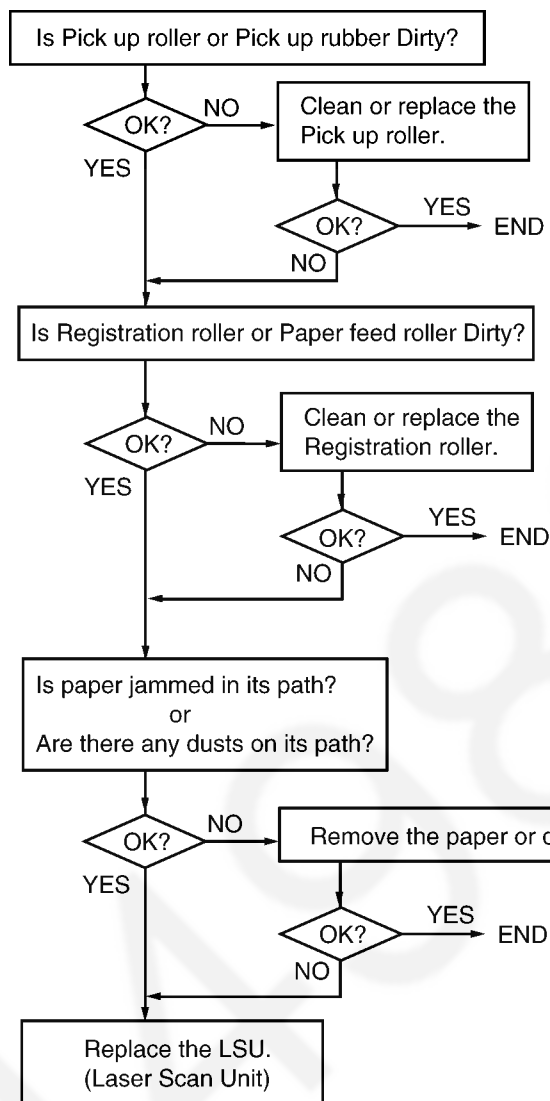 Is Pick up roller or Pick up rubber Dirty?
OK?
NO
Clean or replace the
Pick up roller.
YES
OK?
YES
END
NO
Is Registration roller or Paper feed roller Dirty?
OK?
NO
Clean or replace the
Registration roller.
YES
OK?
YES
END
NO
Is paper jammed in its path?
or
Are there any dusts on its path?
OK?
NO
Remove the paper or
YES
OK?
YES
END
NO
Replace the LSU.
(Laser Scan Unit)